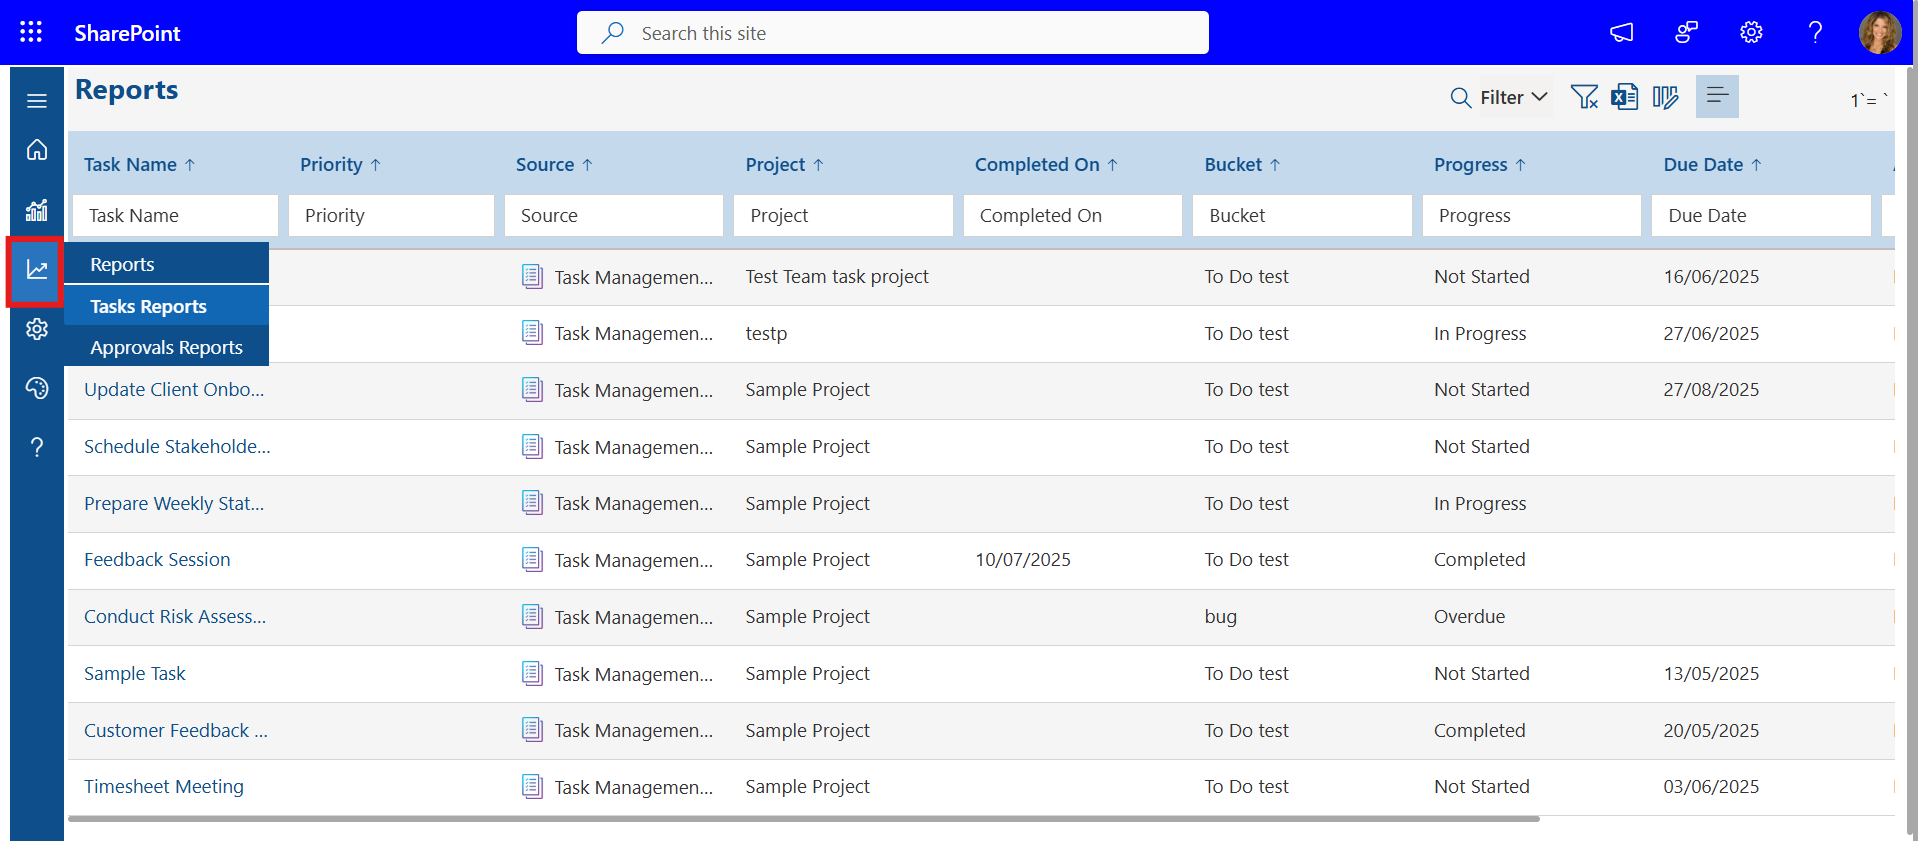 SharePoint
Search this site
?
Reports
Filter
1`= `
Task Name ↑ Priority ↑ Source ↑ Project ↑ Completed On ↑ Bucket ↑ Progress ↑ Due Date ↑
Task Name Priority Source Project Completed On Bucket Progress Due Date
Reports
Tasks Reports
Approvals Reports
?
Task Managemen... Test Team task project To Do test Not Started 16/06/2025
Task Managemen... testp To Do test In Progress 27/06/2025
Update Client Onbo... Task Managemen... Sample Project To Do test Not Started 27/08/2025
Schedule Stakeholde... Task Managemen... Sample Project To Do test Not Started
Prepare Weekly Stat... Task Managemen... Sample Project To Do test In Progress
Feedback Session Task Managemen... Sample Project 10/07/2025 To Do test Completed
Conduct Risk Assess... Task Managemen... Sample Project bug Overdue
Sample Task Task Managemen... Sample Project To Do test Not Started 13/05/2025
Customer Feedback ... Task Managemen... Sample Project To Do test Completed 20/05/2025
Timesheet Meeting Task Managemen... Sample Project To Do test Not Started 03/06/2025